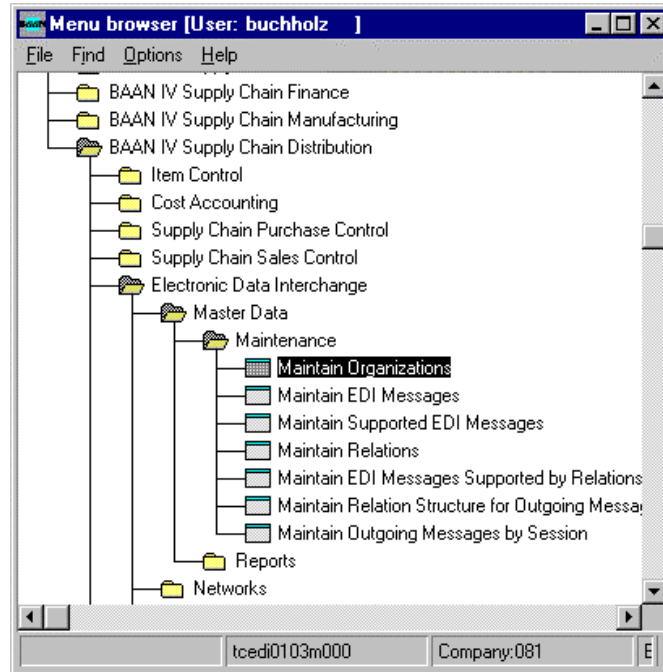 BaaN Menu browser [User: buchholz ]
File Find Options Help
BAAN IV Supply Chain Finance
BAAN IV Supply Chain Manufacturing
BAAN IV Supply Chain Distribution
Item Control
Cost Accounting
Supply Chain Purchase Control
Supply Chain Sales Control
Electronic Data Interchange
Master Data
Maintenance
Maintain Organizations
Maintain EDI Messages
Maintain Supported EDI Messages
Maintain Relations
Maintain EDI Messages Supported by Relations
Maintain Relation Structure for Outgoing Messa
Maintain Outgoing Messages by Session
Reports
Networks
tcedi0103m000 Company:081 E